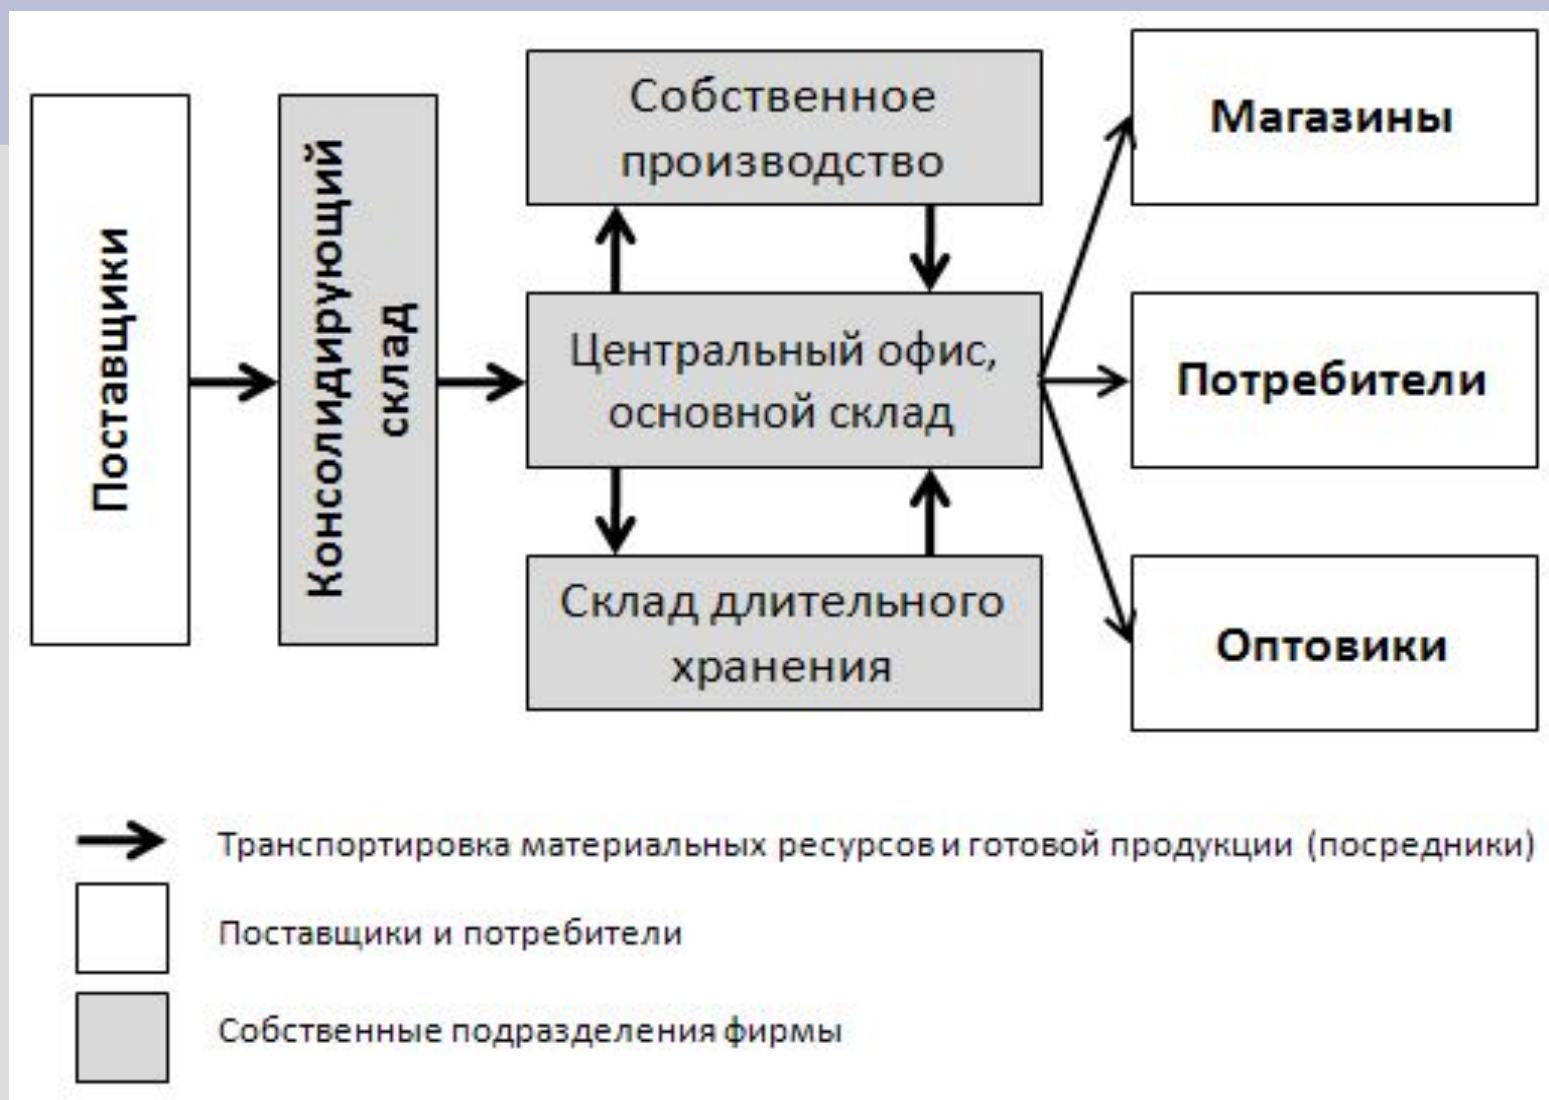 Поставщики
Консолидирующий
склад
Собственное
производство
Центральный офис,
основной склад
Склад длительного
хранения
Магазины
Потребители
Оптовики
Транспортировка материальных ресурсов и готовой продукции (посредники)
Поставщики и потребители
Собственные подразделения фирмы